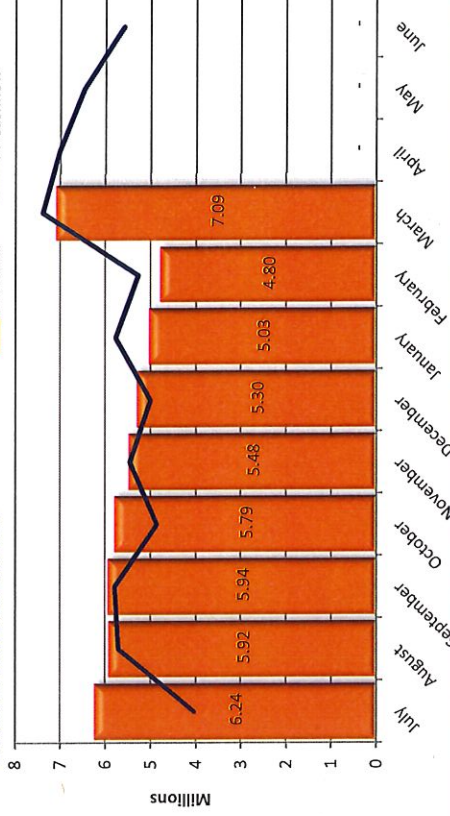 Millions
8
7
6
5
4
3
2
1
0
6.24
5.92
5.94
5.79
5.48
5.30
5.03
4.80
7.09
-
-
-
July
August
September
October
November
December
January
February
March
April
May
June